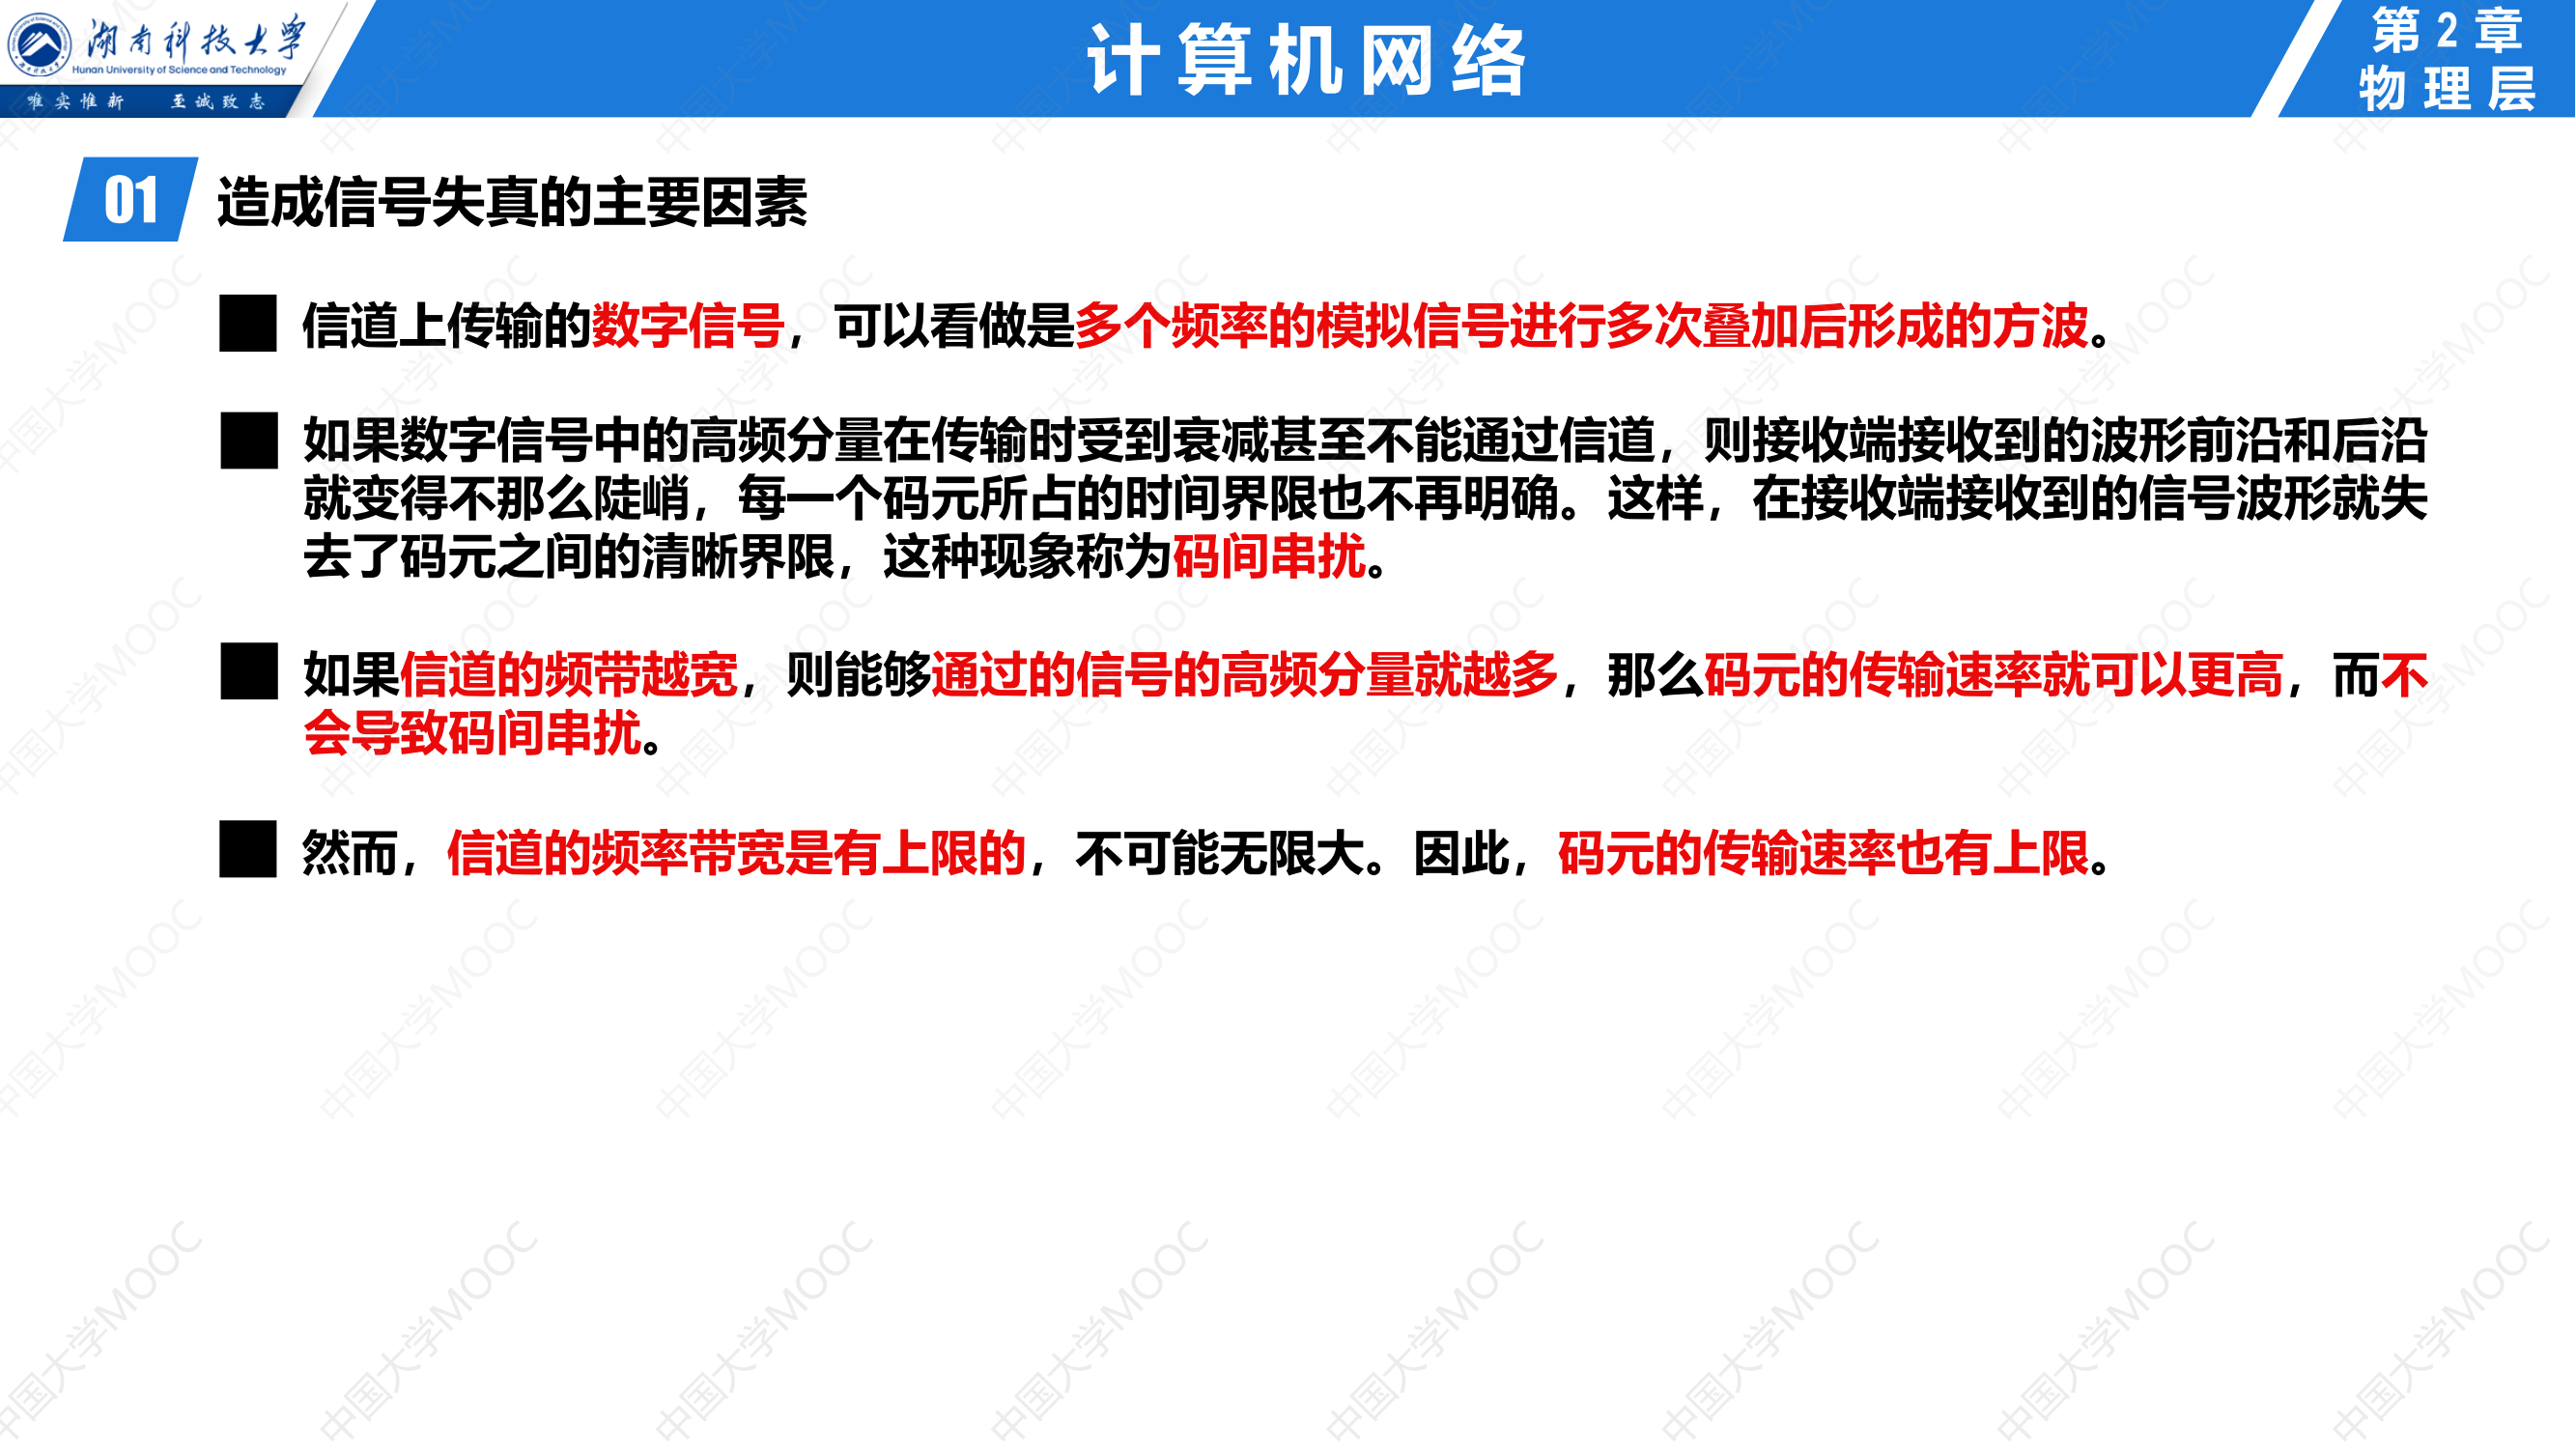 湖南科技大学
Hunan University of Science and Technology
唯实惟新 至诚致志
计算机网络
第2章
物理层
01 造成信号失真的主要因素
信道上传输的数字信号，可以看做是多个频率的模拟信号进行多次叠加后形成的方波。
如果数字信号中的高频分量在传输时受到衰减甚至不能通过信道，则接收端接收到的波形前沿和后沿
就变得不那么陡峭，每一个码元所占的时间界限也不再明确。这样，在接收端接收到的信号波形就失
去了码元之间的清晰界限，这种现象称为码间串扰。
如果信道的频带越宽，则能够通过的信号的高频分量就越多，那么码元的传输速率就可以更高，而不
会导致码间串扰。
然而，信道的频率带宽是有上限的，不可能无限大。因此，码元的传输速率也有上限。
中国大学MOOC